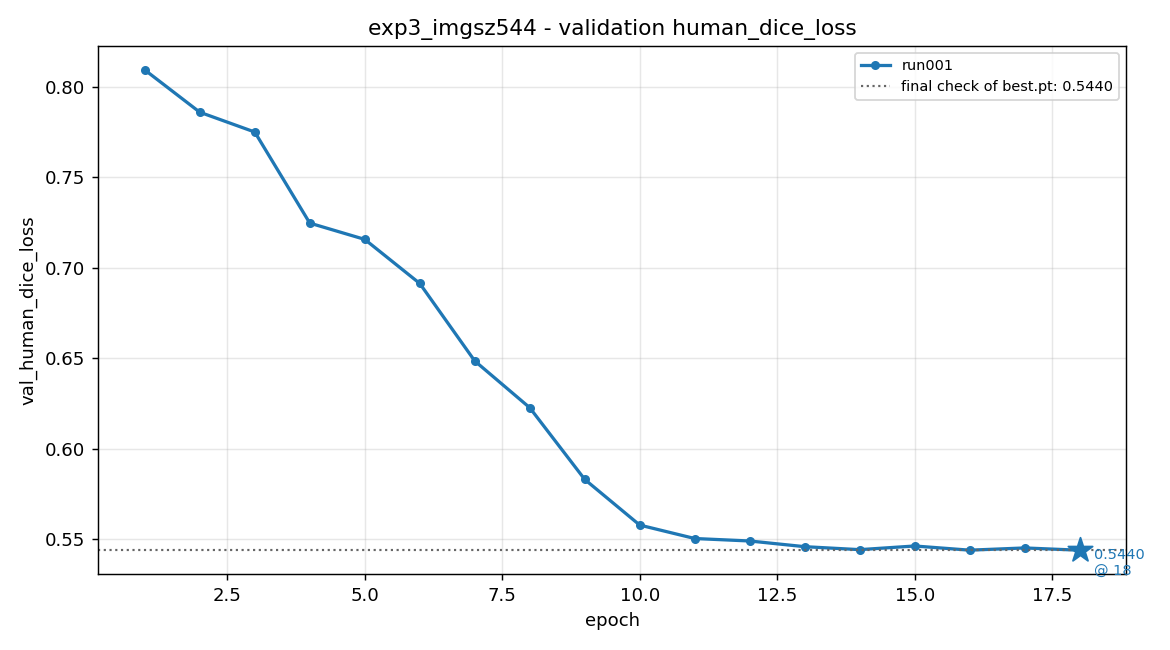 exp3_imgsz544 - validation human_dice_loss
run001
final check of best.pt: 0.5440
val_human_dice_loss
0.80
0.75
0.70
0.65
0.60
0.55
0.5440
@ 18
2.5 5.0 7.5 10.0 12.5 15.0 17.5
epoch